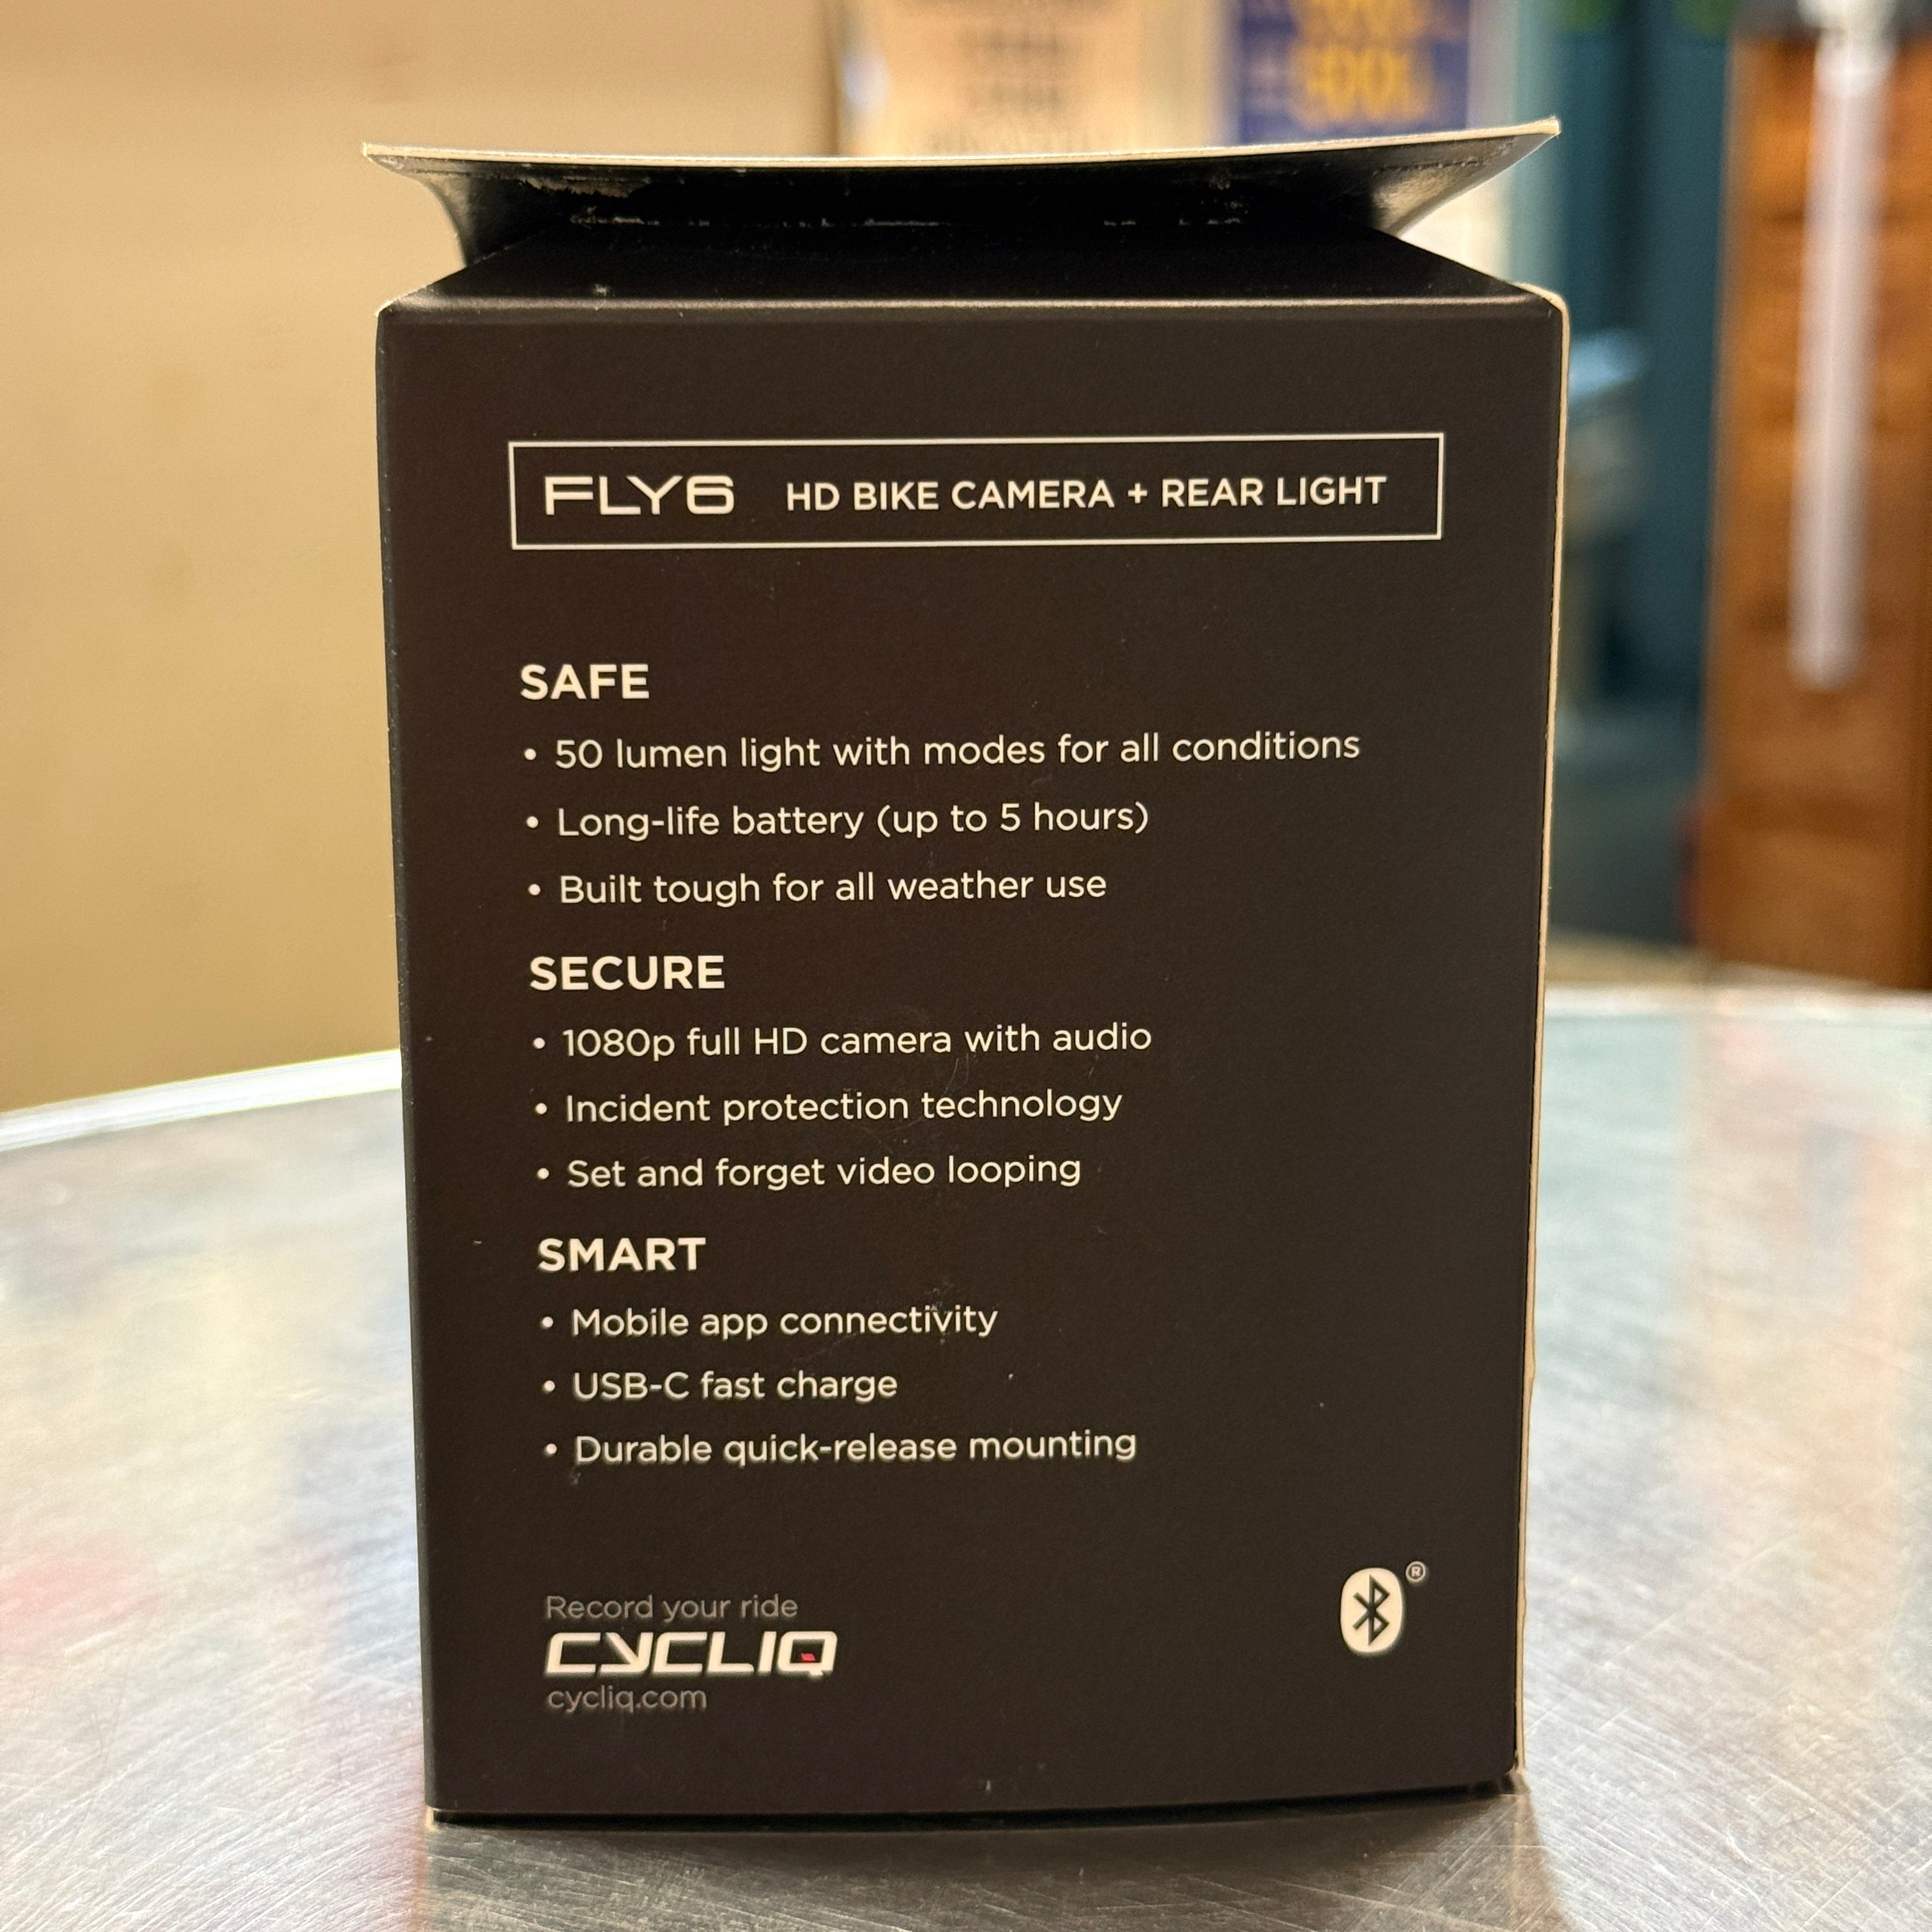 FLY6 HD BIKE CAMERA + REAR LIGHT
SAFE
• 50 lumen light with modes for all conditions
• Long-life battery (up to 5 hours)
• Built tough for all weather use
SECURE
• 1080p full HD camera with audio
• Incident protection technology
• Set and forget video looping
SMART
• Mobile app connectivity
• USB-C fast charge
• Durable quick-release mounting
Record your ride
CYCLIQ
cycliq.com
®